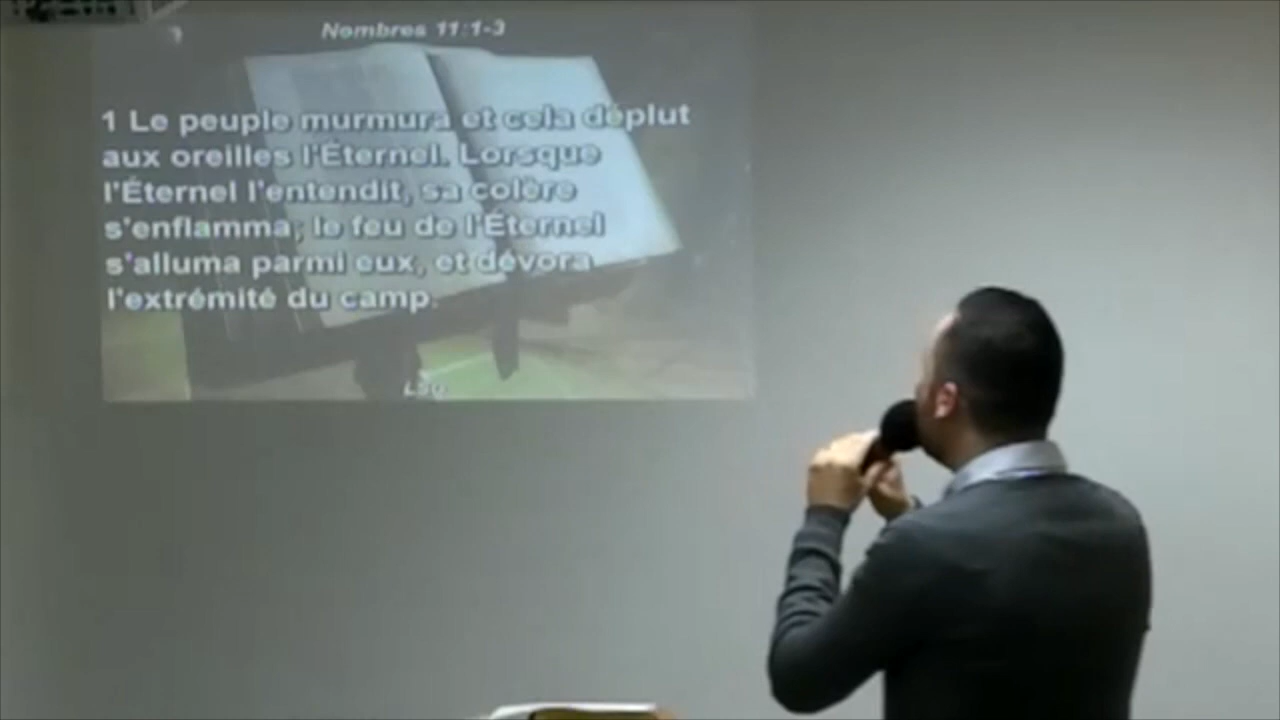 Nombres 11:1-3
1 Le peuple murmura et cela déplut
aux oreilles l'Éternel. Lorsque
l'Éternel l'entendit, sa colère
s'enflamma; le feu de l'Éternel
s'alluma parmi eux, et dévora
l'extrémité du camp.